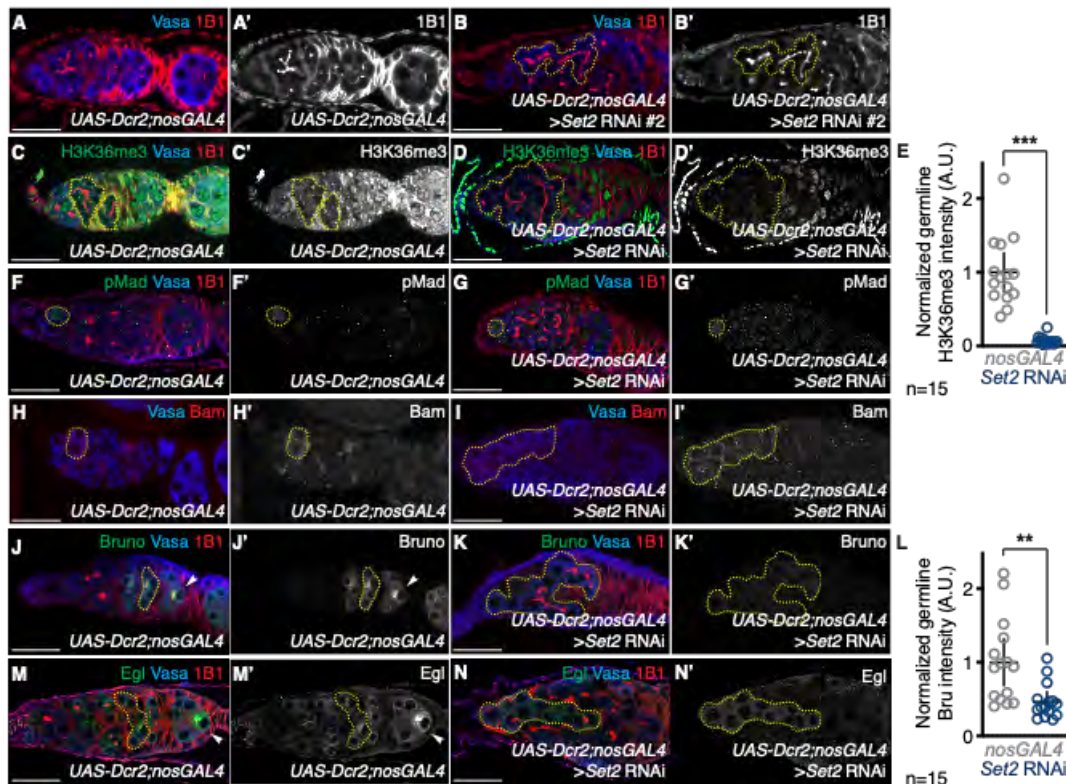 A Vasa 1B1
UAS-Dcr2;nosGAL4
A' 1B1
UAS-Dcr2;nosGAL4
B Vasa 1B1
UAS-Dcr2;nosGAL4
>Set2 RNAi #2
B' 1B1
UAS-Dcr2;nosGAL4
>Set2 RNAi #2
C H3K36me3 Vasa 1B1
UAS-Dcr2;nosGAL4
C' H3K36me3
UAS-Dcr2;nosGAL4
D H3K36me3 Vasa 1B1
UAS-Dcr2;nosGAL4
>Set2 RNAi
D' H3K36me3
UAS-Dcr2;nosGAL4
>Set2 RNAi
E
Normalized germline
H3K36me3 intensity (A.U.)
***
2
1
0
nosGAL4
Set2 RNAi
n=15
F pMad Vasa 1B1
UAS-Dcr2;nosGAL4
F' pMad
UAS-Dcr2;nosGAL4
G pMad Vasa 1B1
UAS-Dcr2;nosGAL4
>Set2 RNAi
G' pMad
UAS-Dcr2;nosGAL4
>Set2 RNAi
H Vasa Bam
UAS-Dcr2;nosGAL4
H' Bam
UAS-Dcr2;nosGAL4
I Vasa Bam
UAS-Dcr2;nosGAL4
>Set2 RNAi
I' Bam
UAS-Dcr2;nosGAL4
>Set2 RNAi
J Bruno Vasa 1B1
UAS-Dcr2;nosGAL4
J' Bruno
UAS-Dcr2;nosGAL4
K Bruno Vasa 1B1
UAS-Dcr2;nosGAL4
>Set2 RNAi
K' Bruno
UAS-Dcr2;nosGAL4
>Set2 RNAi
L
Normalized germline
Bru intensity (A.U.)
**
2
1
0
nosGAL4
Set2 RNAi
n=15
M Egl Vasa 1B1
UAS-Dcr2;nosGAL4
M' Egl
UAS-Dcr2;nosGAL4
N Egl Vasa 1B1
UAS-Dcr2;nosGAL4
>Set2 RNAi
N' Egl
UAS-Dcr2;nosGAL4
>Set2 RNAi